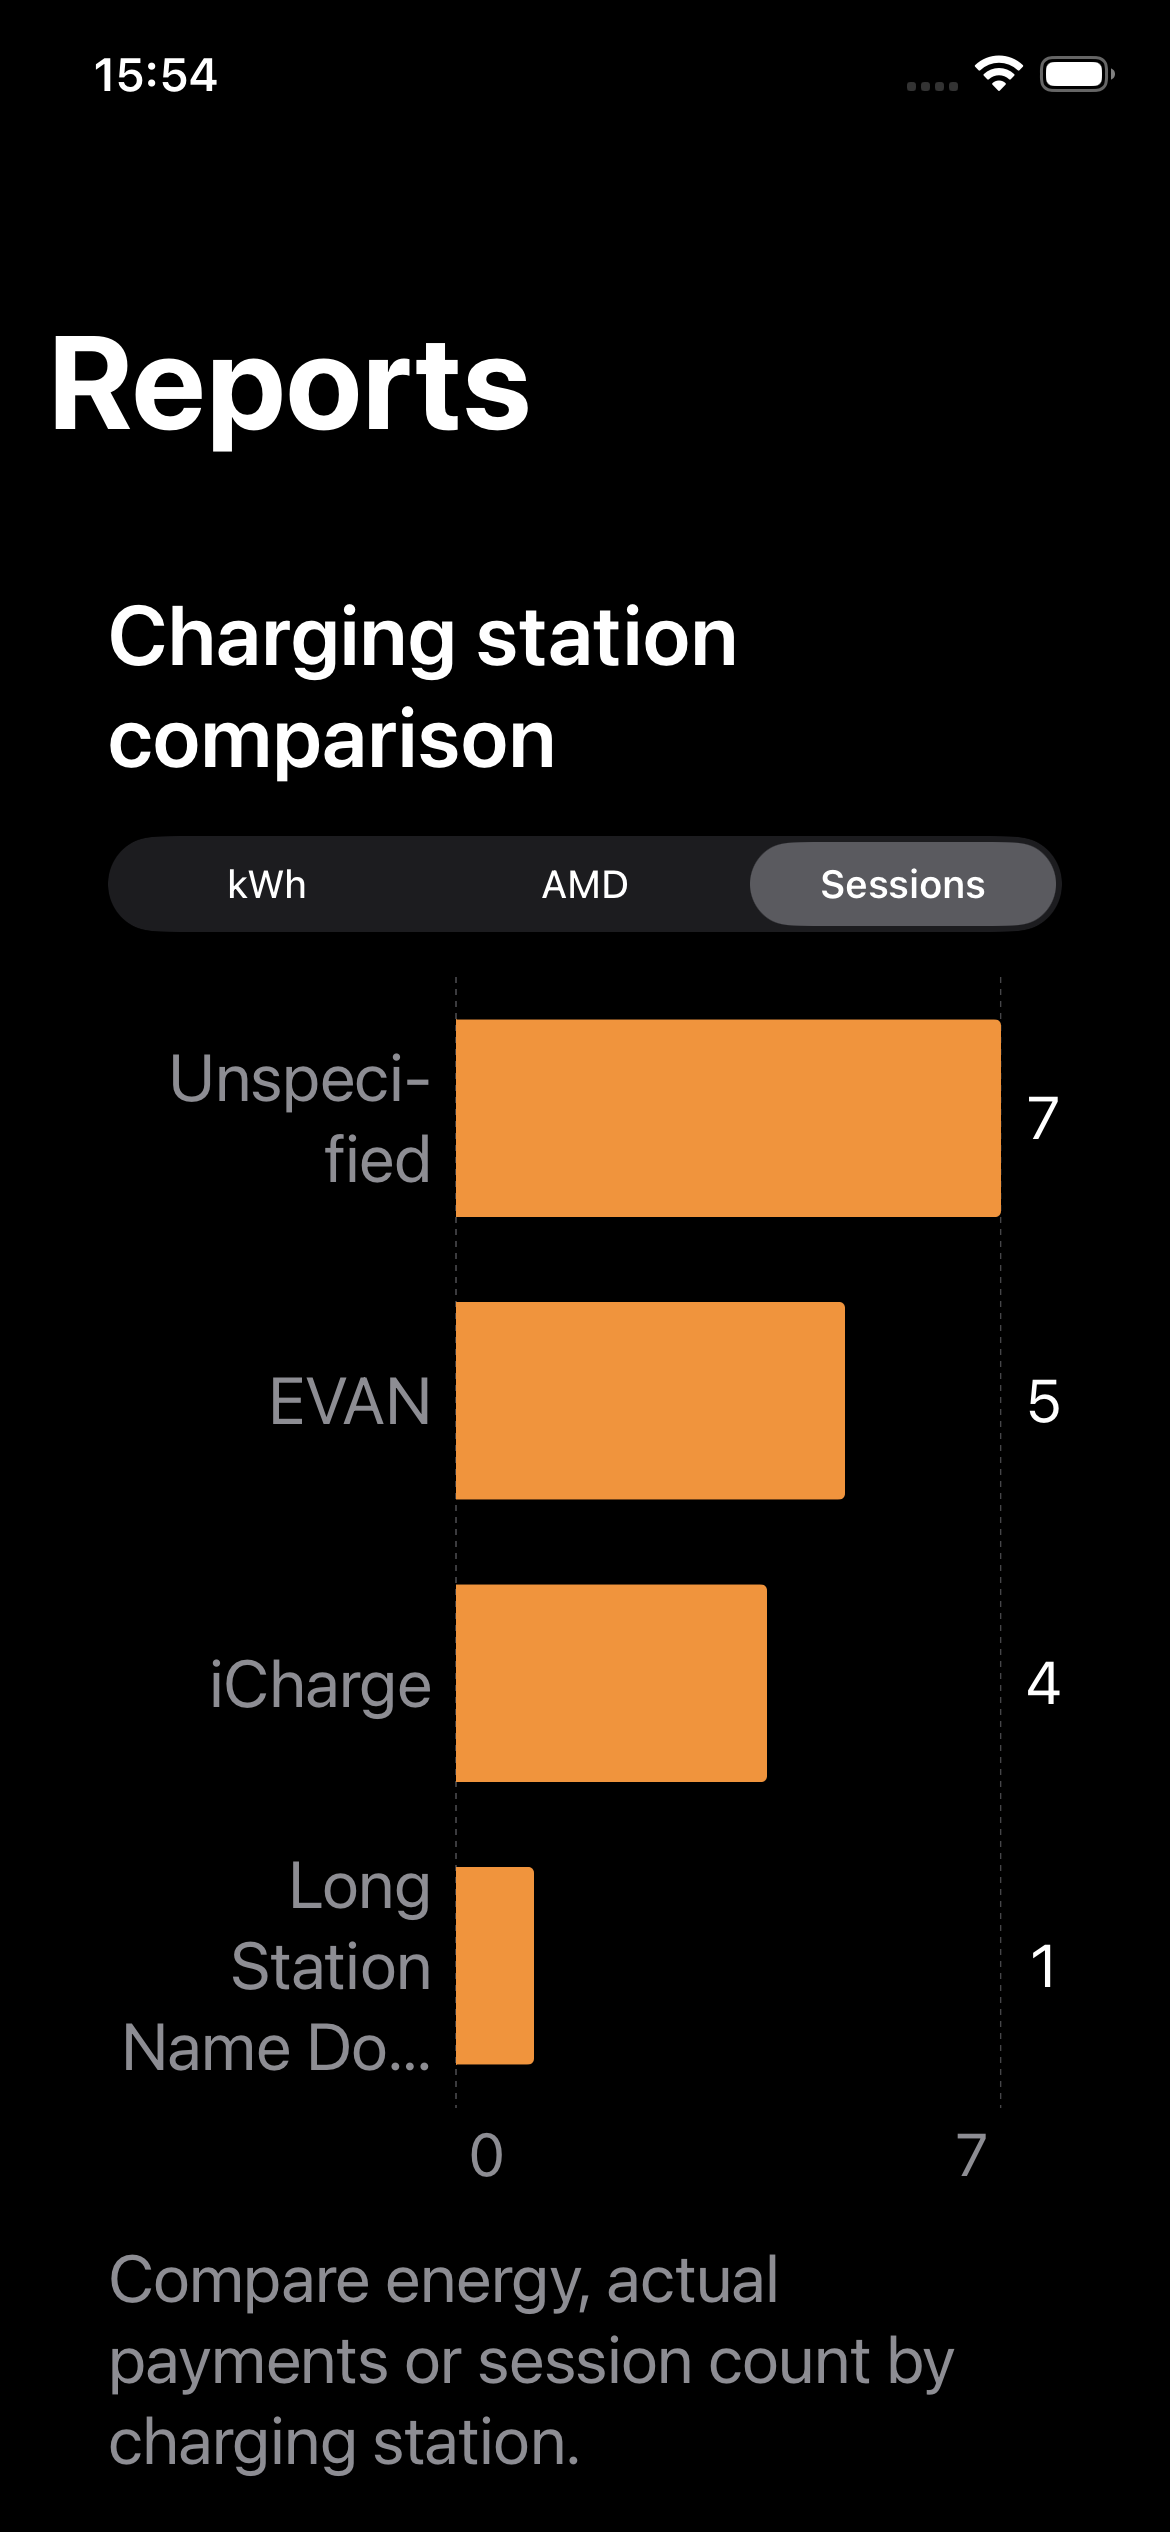 15:54
Reports
Charging station
comparison
kWh AMD Sessions
Unspeci-
fied
7
EVAN 5
iCharge 4
Long
Station
Name Do...
1
0 7
Compare energy, actual
payments or session count by
charging station.